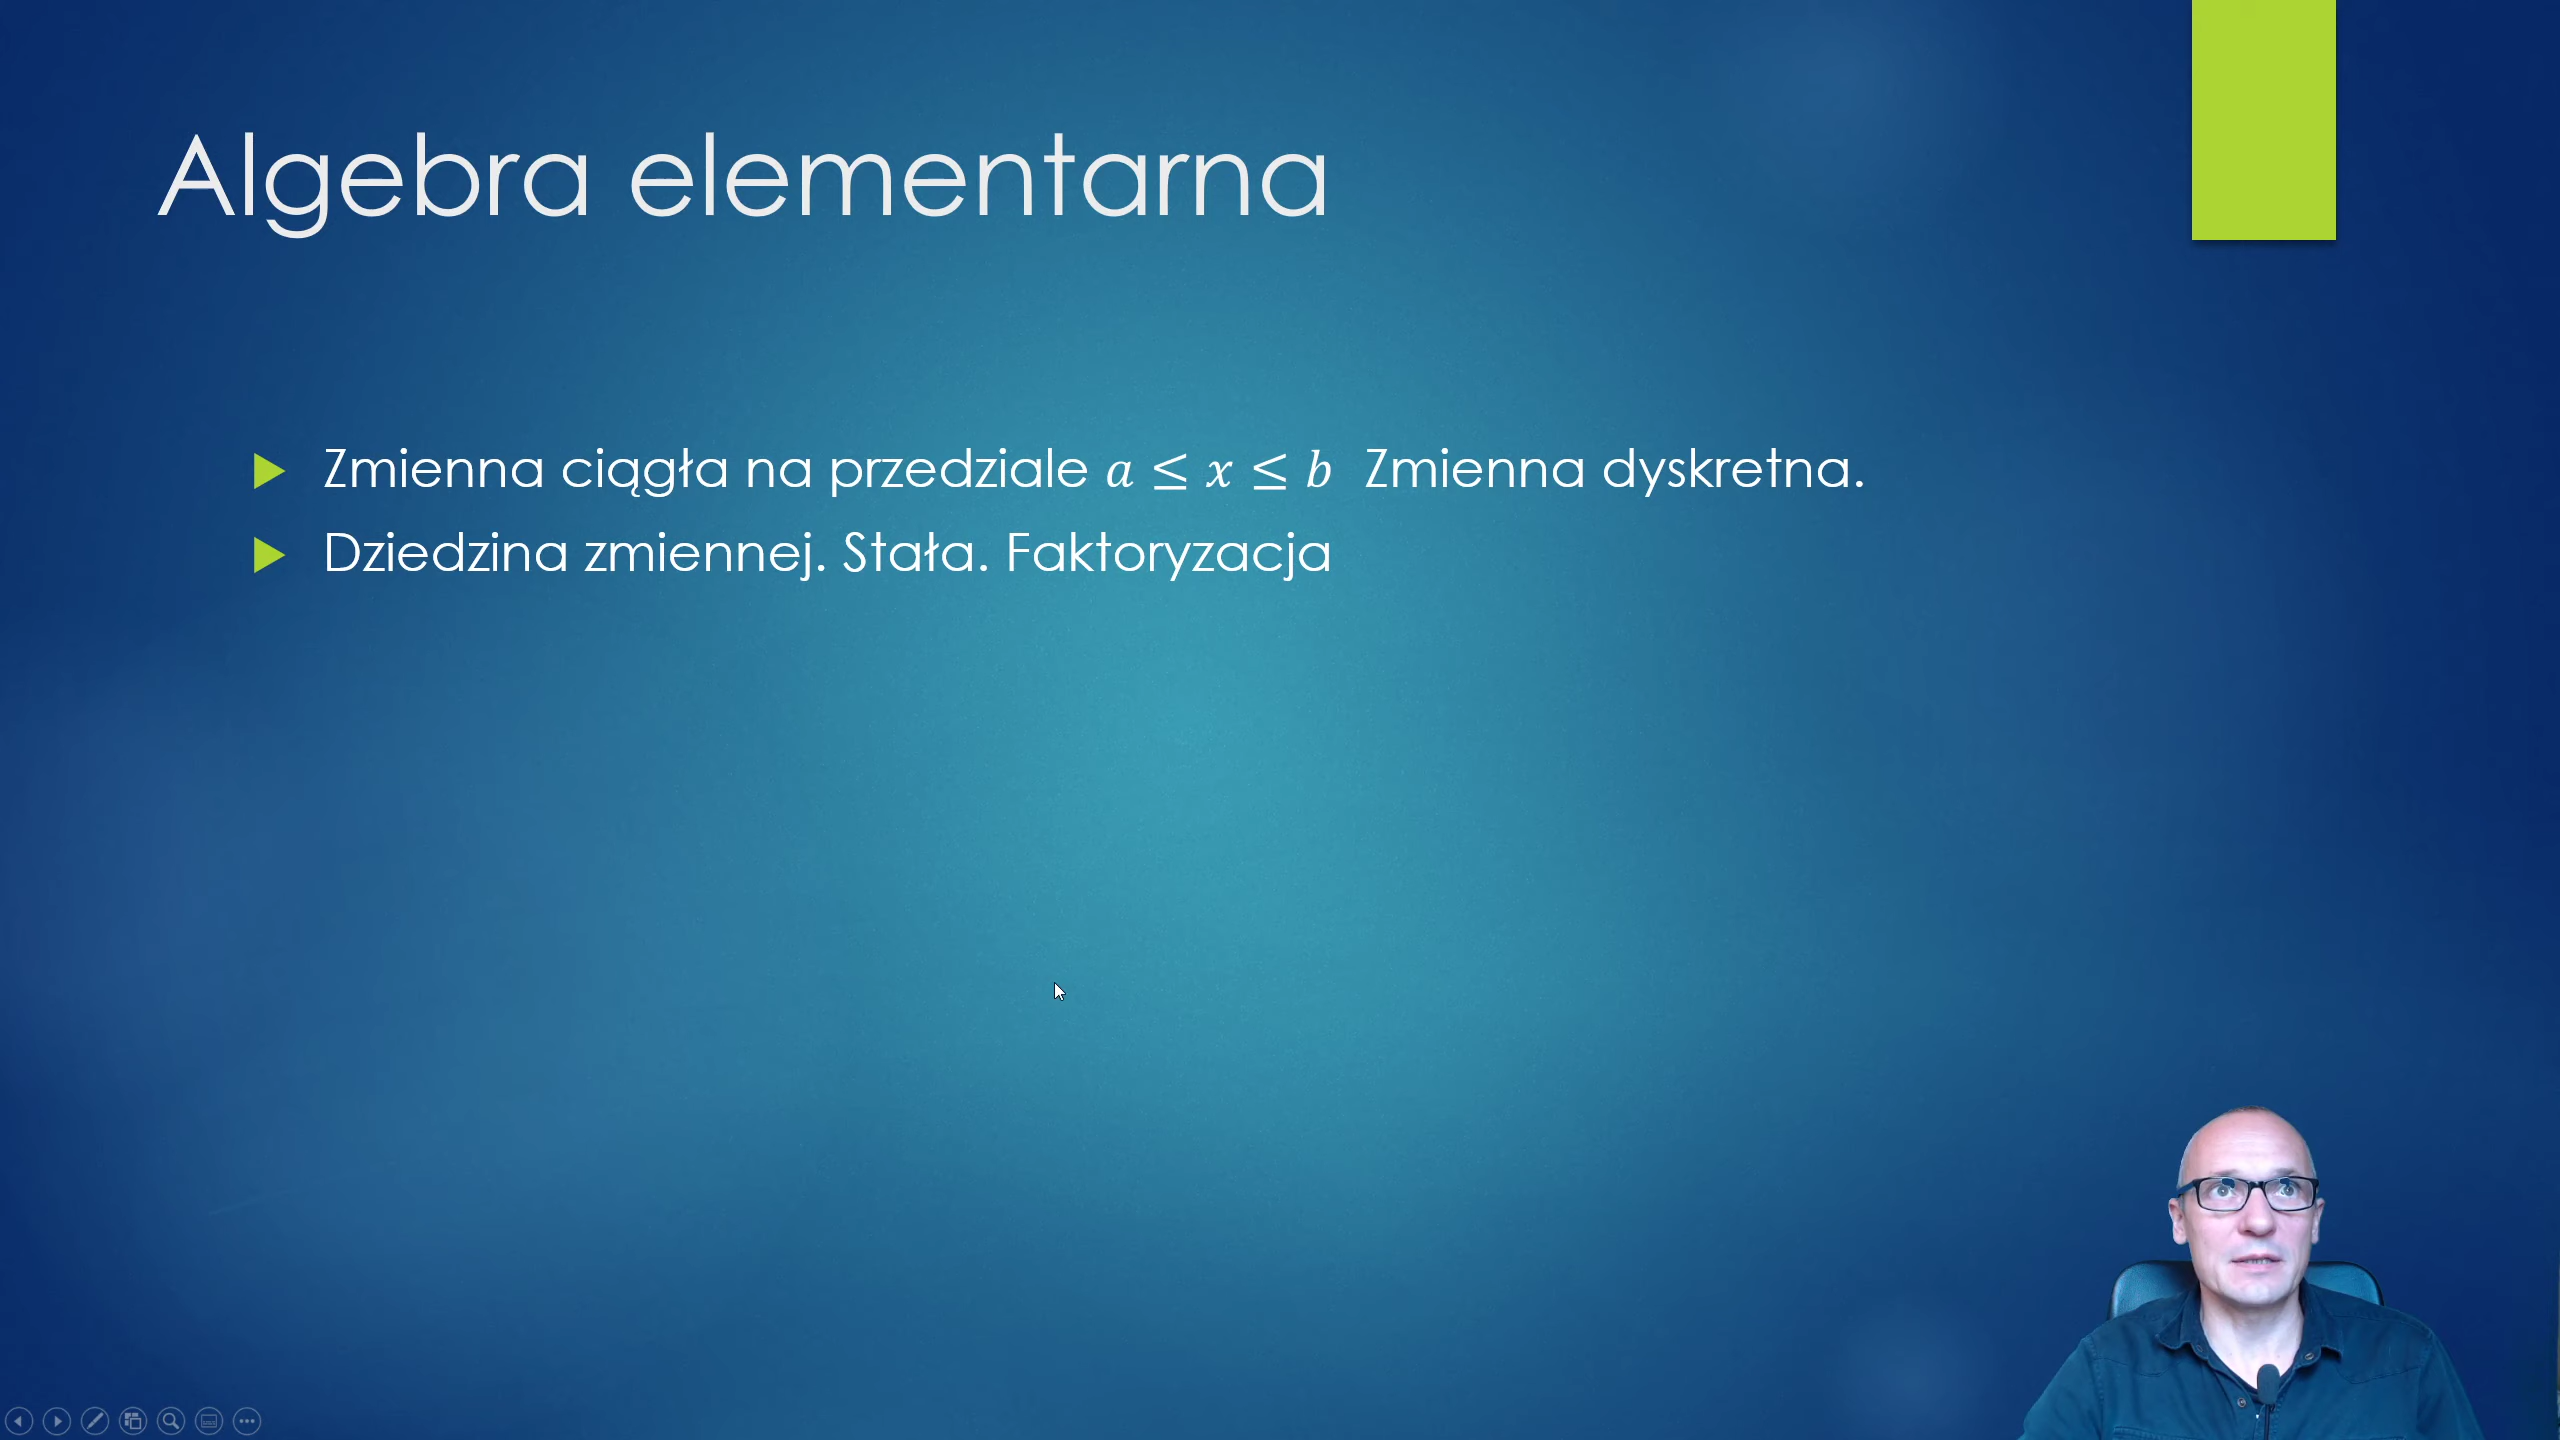 Algebra elementarna
Zmienna ciągła na przedziale 𝑎 ≤ 𝑥 ≤ 𝑏 Zmienna dyskretna.
Dziedzina zmiennej. Stała. Faktoryzacja